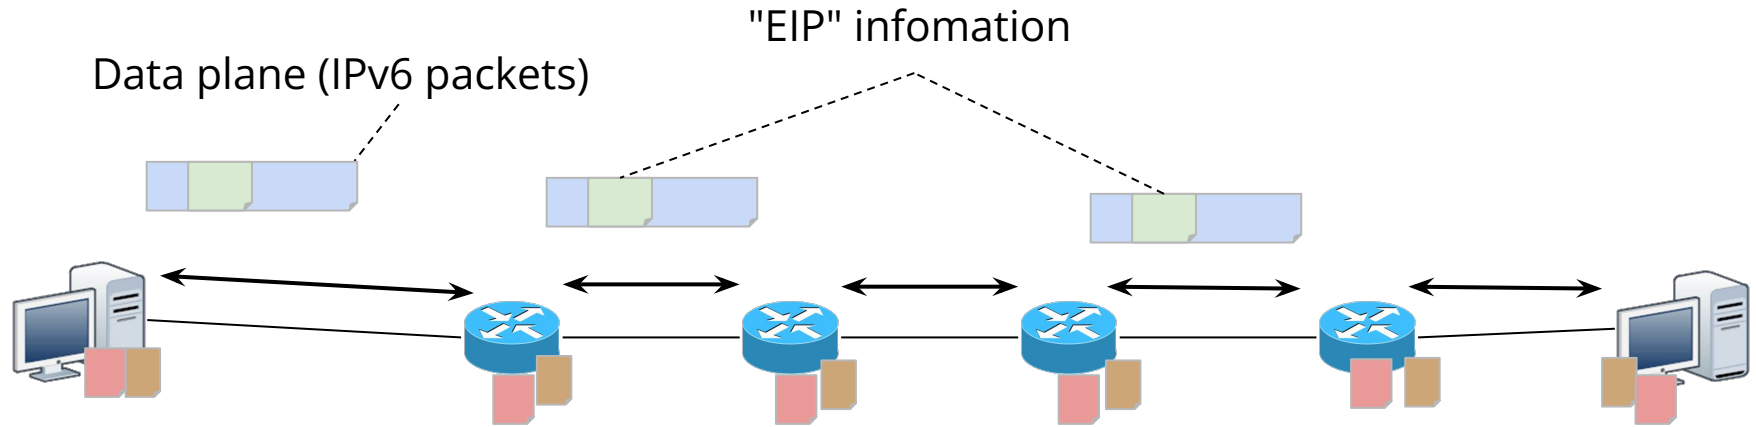 "EIP" infomation
Data plane (IPv6 packets)